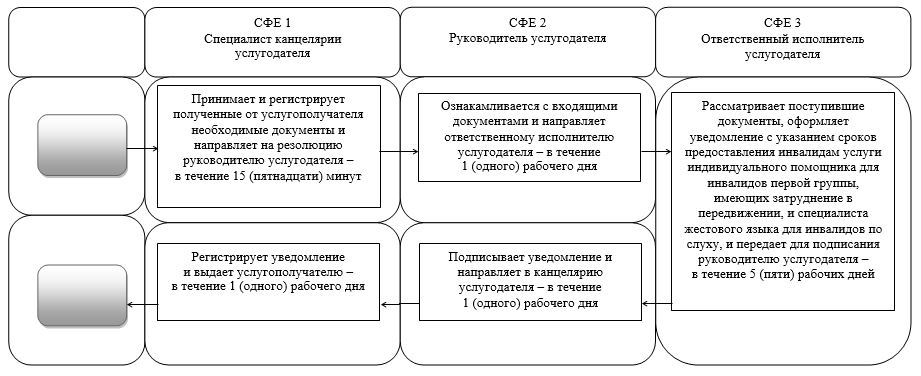 СФЕ 1
Специалист канцелярии
услугодателя
СФЕ 2
Руководитель услугодателя
СФЕ 3
Ответственный исполнитель
услугодателя
Принимает и регистрирует
полученные от услугополучателя
необходимые документы и
направляет на резолюцию
руководителю услугодателя –
в течение 15 (пятнадцати) минут
Ознакамливается с входящими
документами и направляет
ответственному исполнителю
услугодателя – в течение
1 (одного) рабочего дня
Рассматривает поступившие
документы, оформляет
уведомление с указанием сроков
предоставления инвалидам услуги
индивидуального помощника для
инвалидов первой группы,
имеющих затруднение в
передвижении, и специалиста
жестового языка для инвалидов по
слуху, и передает для подписания
руководителю услугодателя –
в течение 5 (пяти) рабочих дней
Регистрирует уведомление
и выдает услугополучателю –
в течение 1 (одного) рабочего дня
Подписывает уведомление и
направляет в канцелярию
услугодателя – в течение
1 (одного) рабочего дня